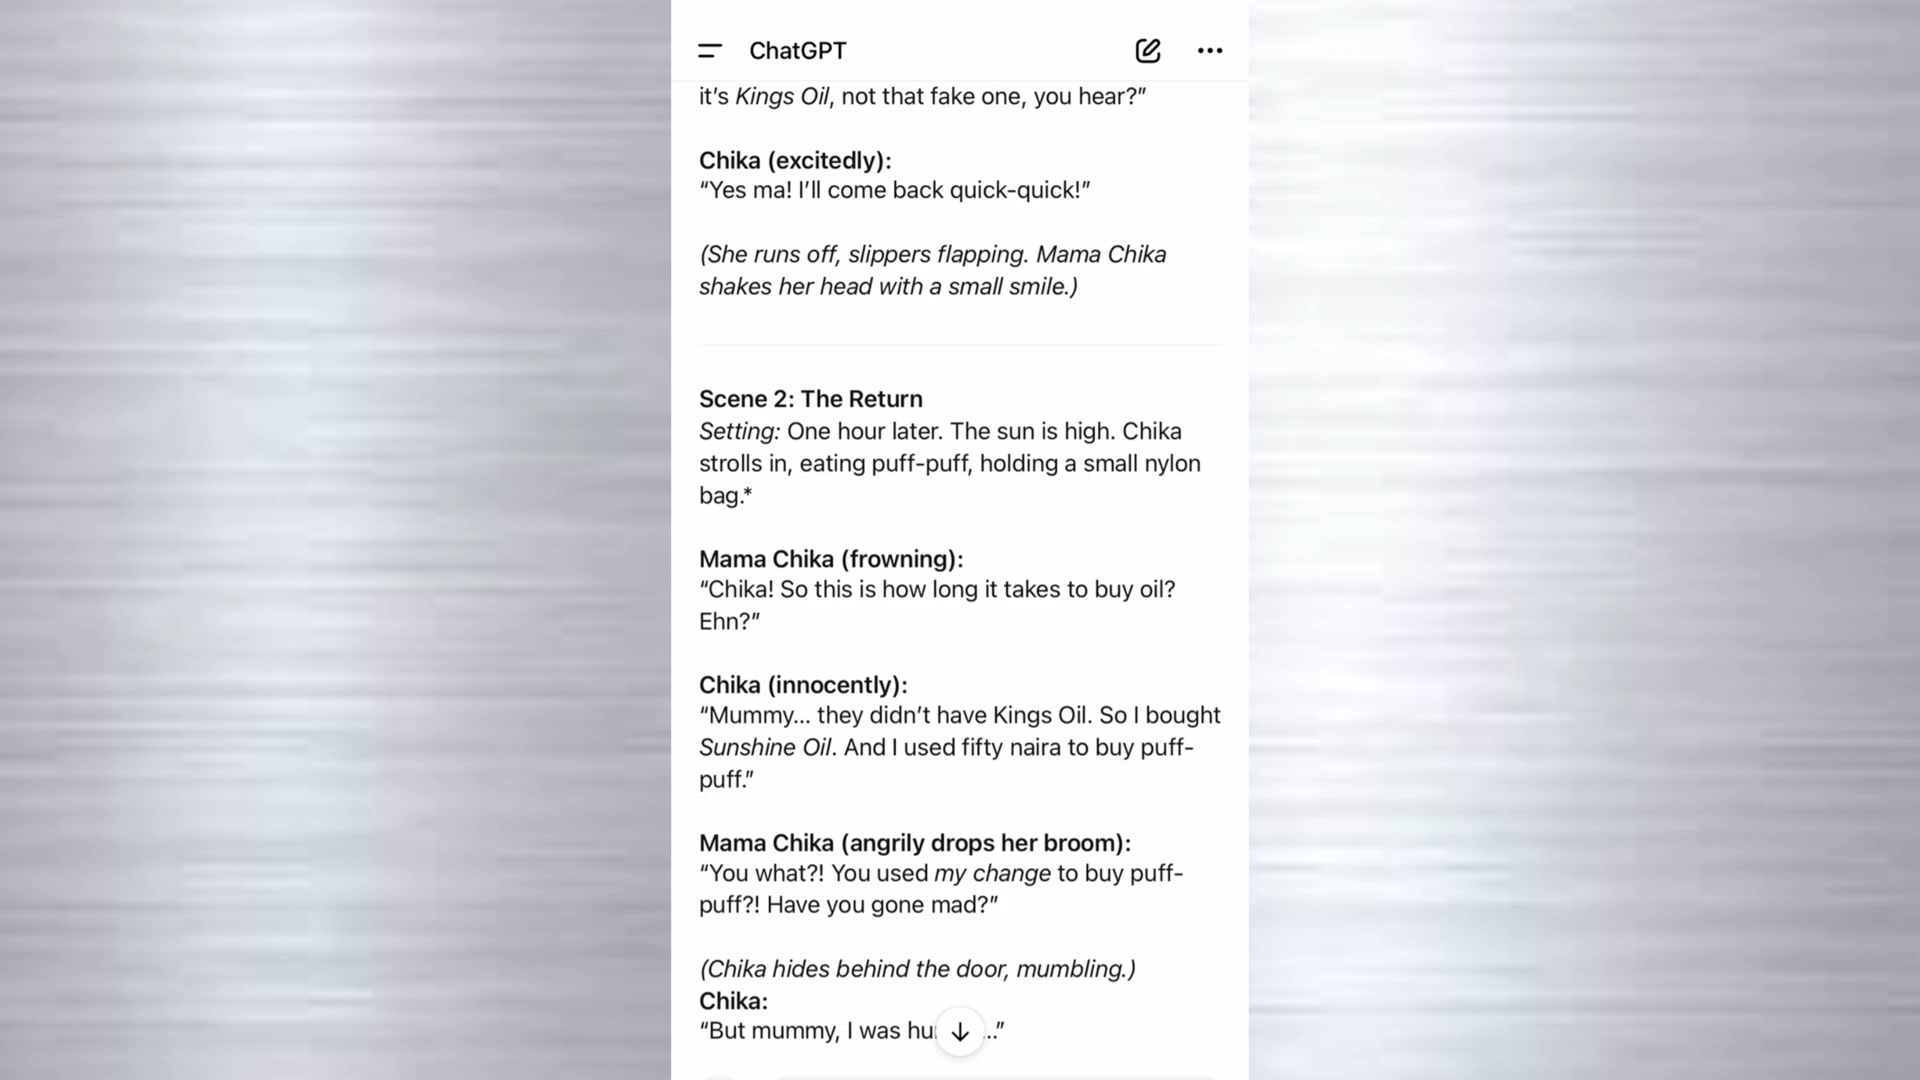 ChatGPT
it's Kings Oil, not that fake one, you hear?”
Chika (excitedly):
“Yes ma! I’ll come back quick-quick!”
(She runs off, slippers flapping. Mama Chika
shakes her head with a small smile.)
Scene 2: The Return
Setting: One hour later. The sun is high. Chika
strolls in, eating puff-puff, holding a small nylon
bag.*
Mama Chika (frowning):
“Chika! So this is how long it takes to buy oil?
Ehn?”
Chika (innocently):
“Mummy… they didn’t have Kings Oil. So I bought
Sunshine Oil. And I used fifty naira to buy puff-
puff.”
Mama Chika (angrily drops her broom):
“You what?! You used my change to buy puff-
puff?! Have you gone mad?”
(Chika hides behind the door, mumbling.)
Chika:
“But mummy, I was